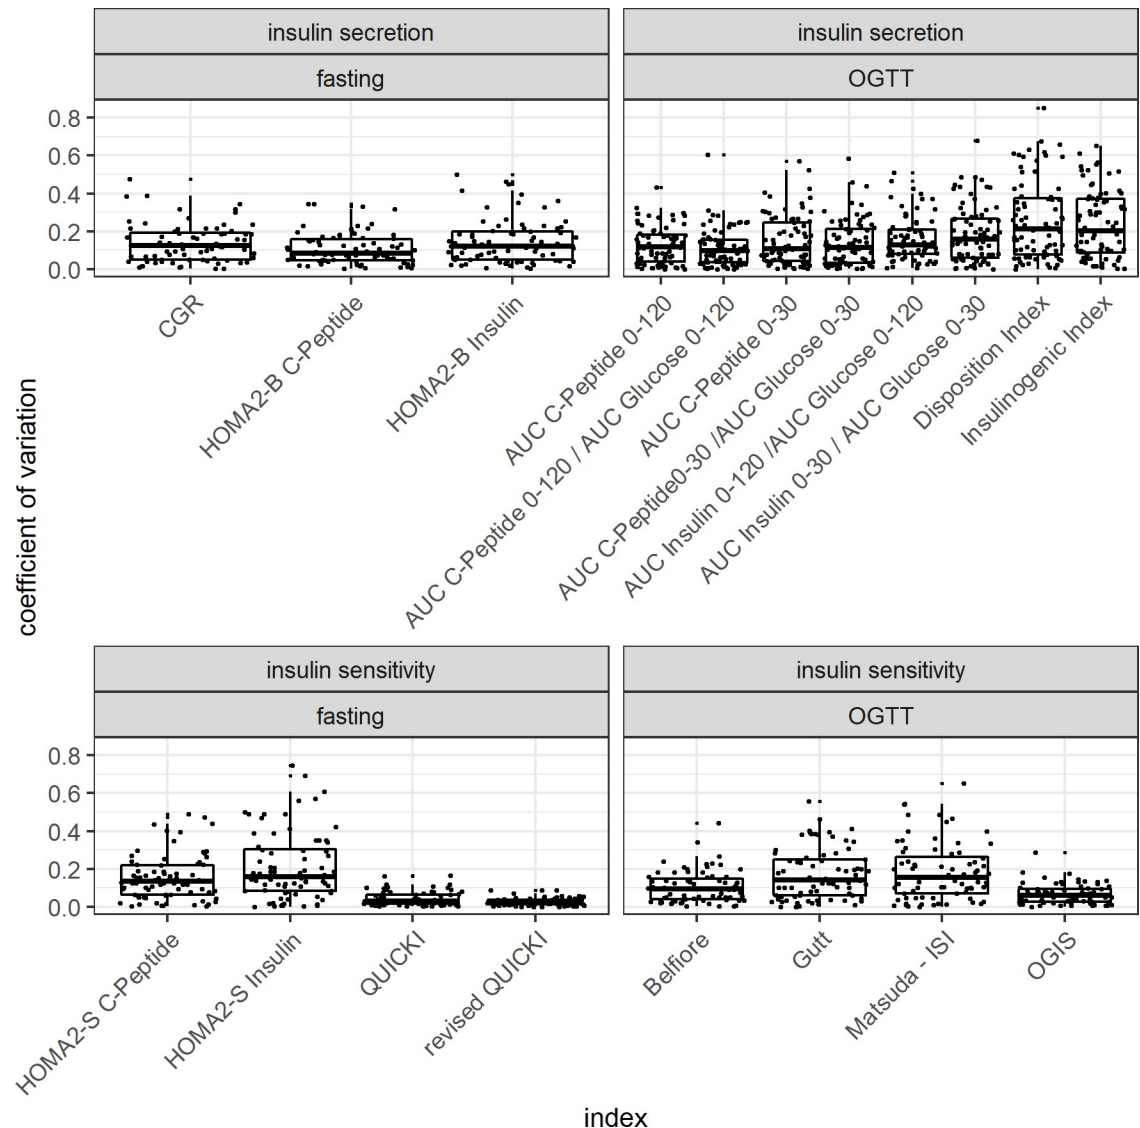 insulin secretion
fasting
insulin secretion
OGTT
0.8
0.6
0.4
0.2
0.0
CGR
HOMA2-B C-Peptide
HOMA2-B Insulin
AUC C-Peptide 0-120
AUC C-Peptide 0-120 / AUC Glucose 0-120
AUC C-Peptide 0-30
AUC C-Peptide0-30 /AUC Glucose 0-30
AUC Insulin 0-120 /AUC Glucose 0-120
AUC Insulin 0-30 / AUC Glucose 0-30
Disposition Index
Insulinogenic Index
coefficient of variation
insulin sensitivity
fasting
insulin sensitivity
OGTT
0.8
0.6
0.4
0.2
0.0
HOMA2-S C-Peptide
HOMA2-S Insulin
QUICKI
revised QUICKI
Belfiore
Gutt
Matsuda - ISI
OGIS
index